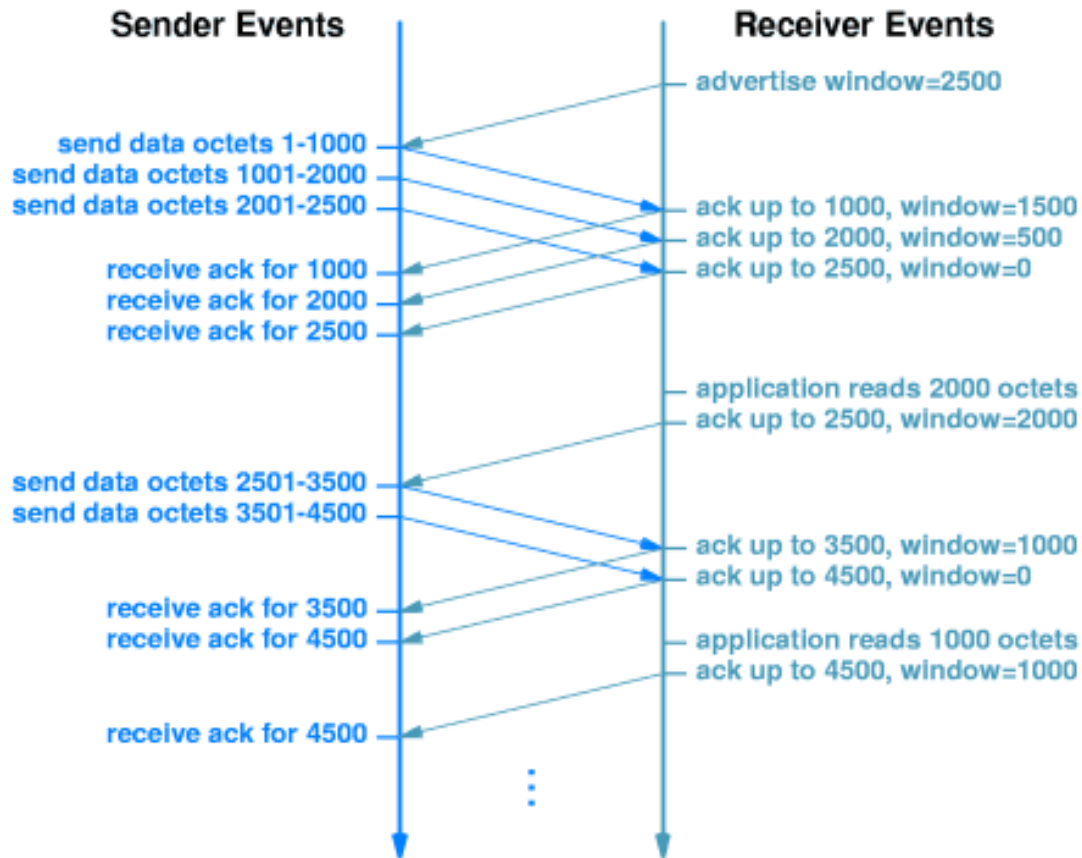 Sender Events
Receiver Events
advertise window=2500
send data octets 1-1000
send data octets 1001-2000
send data octets 2001-2500
ack up to 1000, window=1500
ack up to 2000, window=500
ack up to 2500, window=0
receive ack for 1000
receive ack for 2000
receive ack for 2500
application reads 2000 octets
ack up to 2500, window=2000
send data octets 2501-3500
send data octets 3501-4500
ack up to 3500, window=1000
ack up to 4500, window=0
receive ack for 3500
receive ack for 4500
application reads 1000 octets
ack up to 4500, window=1000
receive ack for 4500